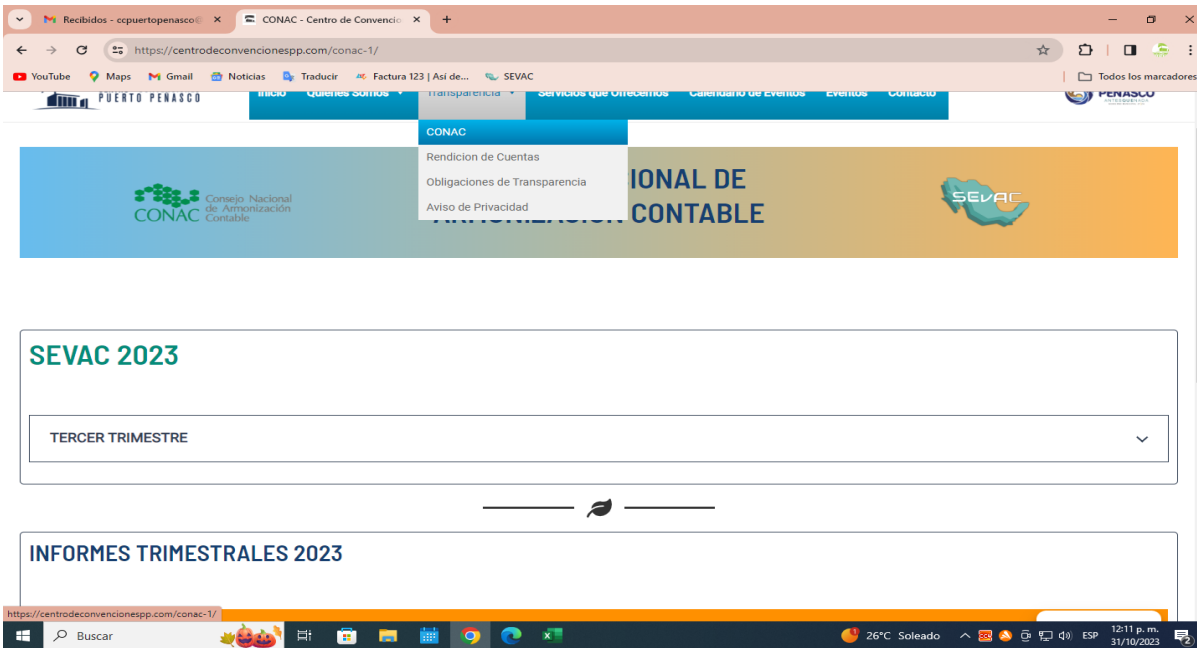 Recibidos - ccpuertopenasco@
CONAC - Centro de Convencio
https://centrodeconvencionespp.com/conac-1/
YouTube Maps Gmail Noticias Traducir Factura 123 | Asi de... SEVAC
Todos los marcadores
PUERTO PEÑASCO
Inicio Quienes Somos Transparencia Servicios que Ofrecemos Calendario de Eventos Eventos Contacto
PEÑASCO
CONAC
Rendicion de Cuentas
Obligaciones de Transparencia
Aviso de Privacidad
CONAC
Consejo Nacional
de Armonización
Contable
IONAL DE
ARMONIZACIÓN CONTABLE
SEVAC
SEVAC 2023
TERCER TRIMESTRE
INFORMES TRIMESTRALES 2023
https://centrodeconvencionespp.com/conac-1/
Buscar
26°C Soleado
ESP
12:11 p. m.
31/10/2023
2